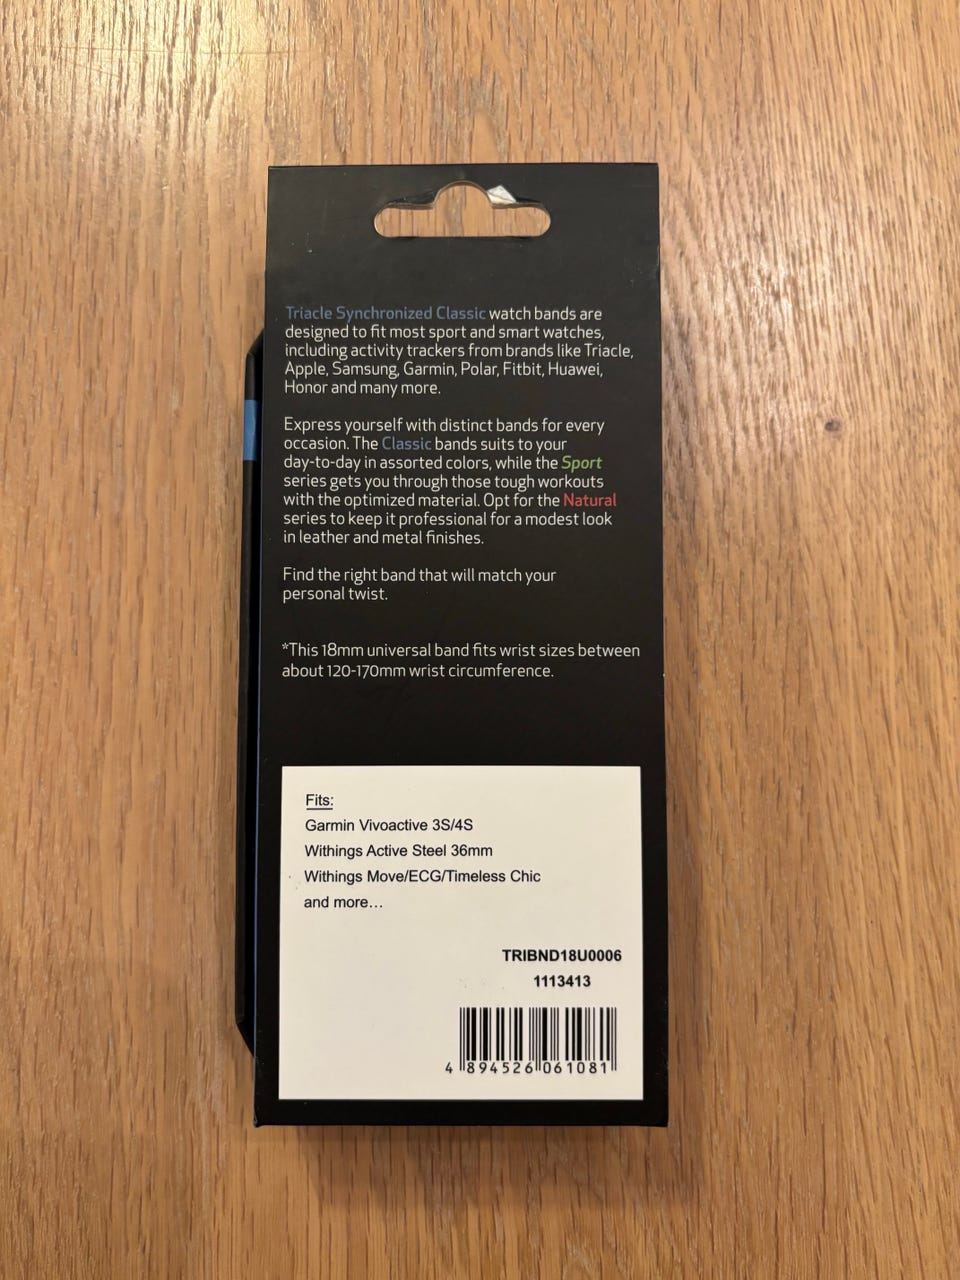 Triacle Synchronized Classic watch bands are
designed to fit most sport and smart watches,
including activity trackers from brands like Triacle,
Apple, Samsung, Garmin, Polar, Fitbit, Huawei,
Honor and many more.
Express yourself with distinct bands for every
occasion. The Classic bands suits to your
day-to-day in assorted colors, while the Sport
series gets you through those tough workouts
with the optimized material. Opt for the Natural
series to keep it professional for a modest look
in leather and metal finishes.
Find the right band that will match your
personal twist.
*This 18mm universal band fits wrist sizes between
about 120-170mm wrist circumference.
Fits:
Garmin Vivoactive 3S/4S
Withings Active Steel 36mm
Withings Move/ECG/Timeless Chic
and more...
TRIBND18U0006
1113413
4 894526 061081